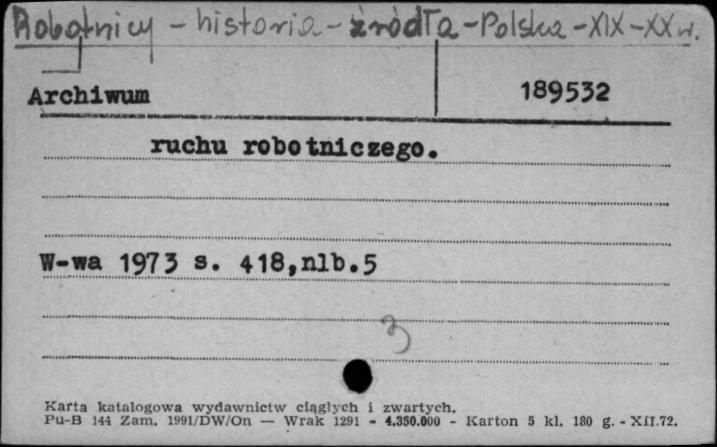 Robotnicy - historia - źródła - Polska - XIX - XX w.
Archiwum 189532
ruchu robotniczego.
W-wa 1973 s. 418,nlb.5
3
Karta katalogowa wydawnictw ciągłych i zwartych.
Pu-B 144 Zam. 1991/DW/On — Wrak 1291 - 4.350.000 - Karton 5 kl. 180 g. - XII.72.